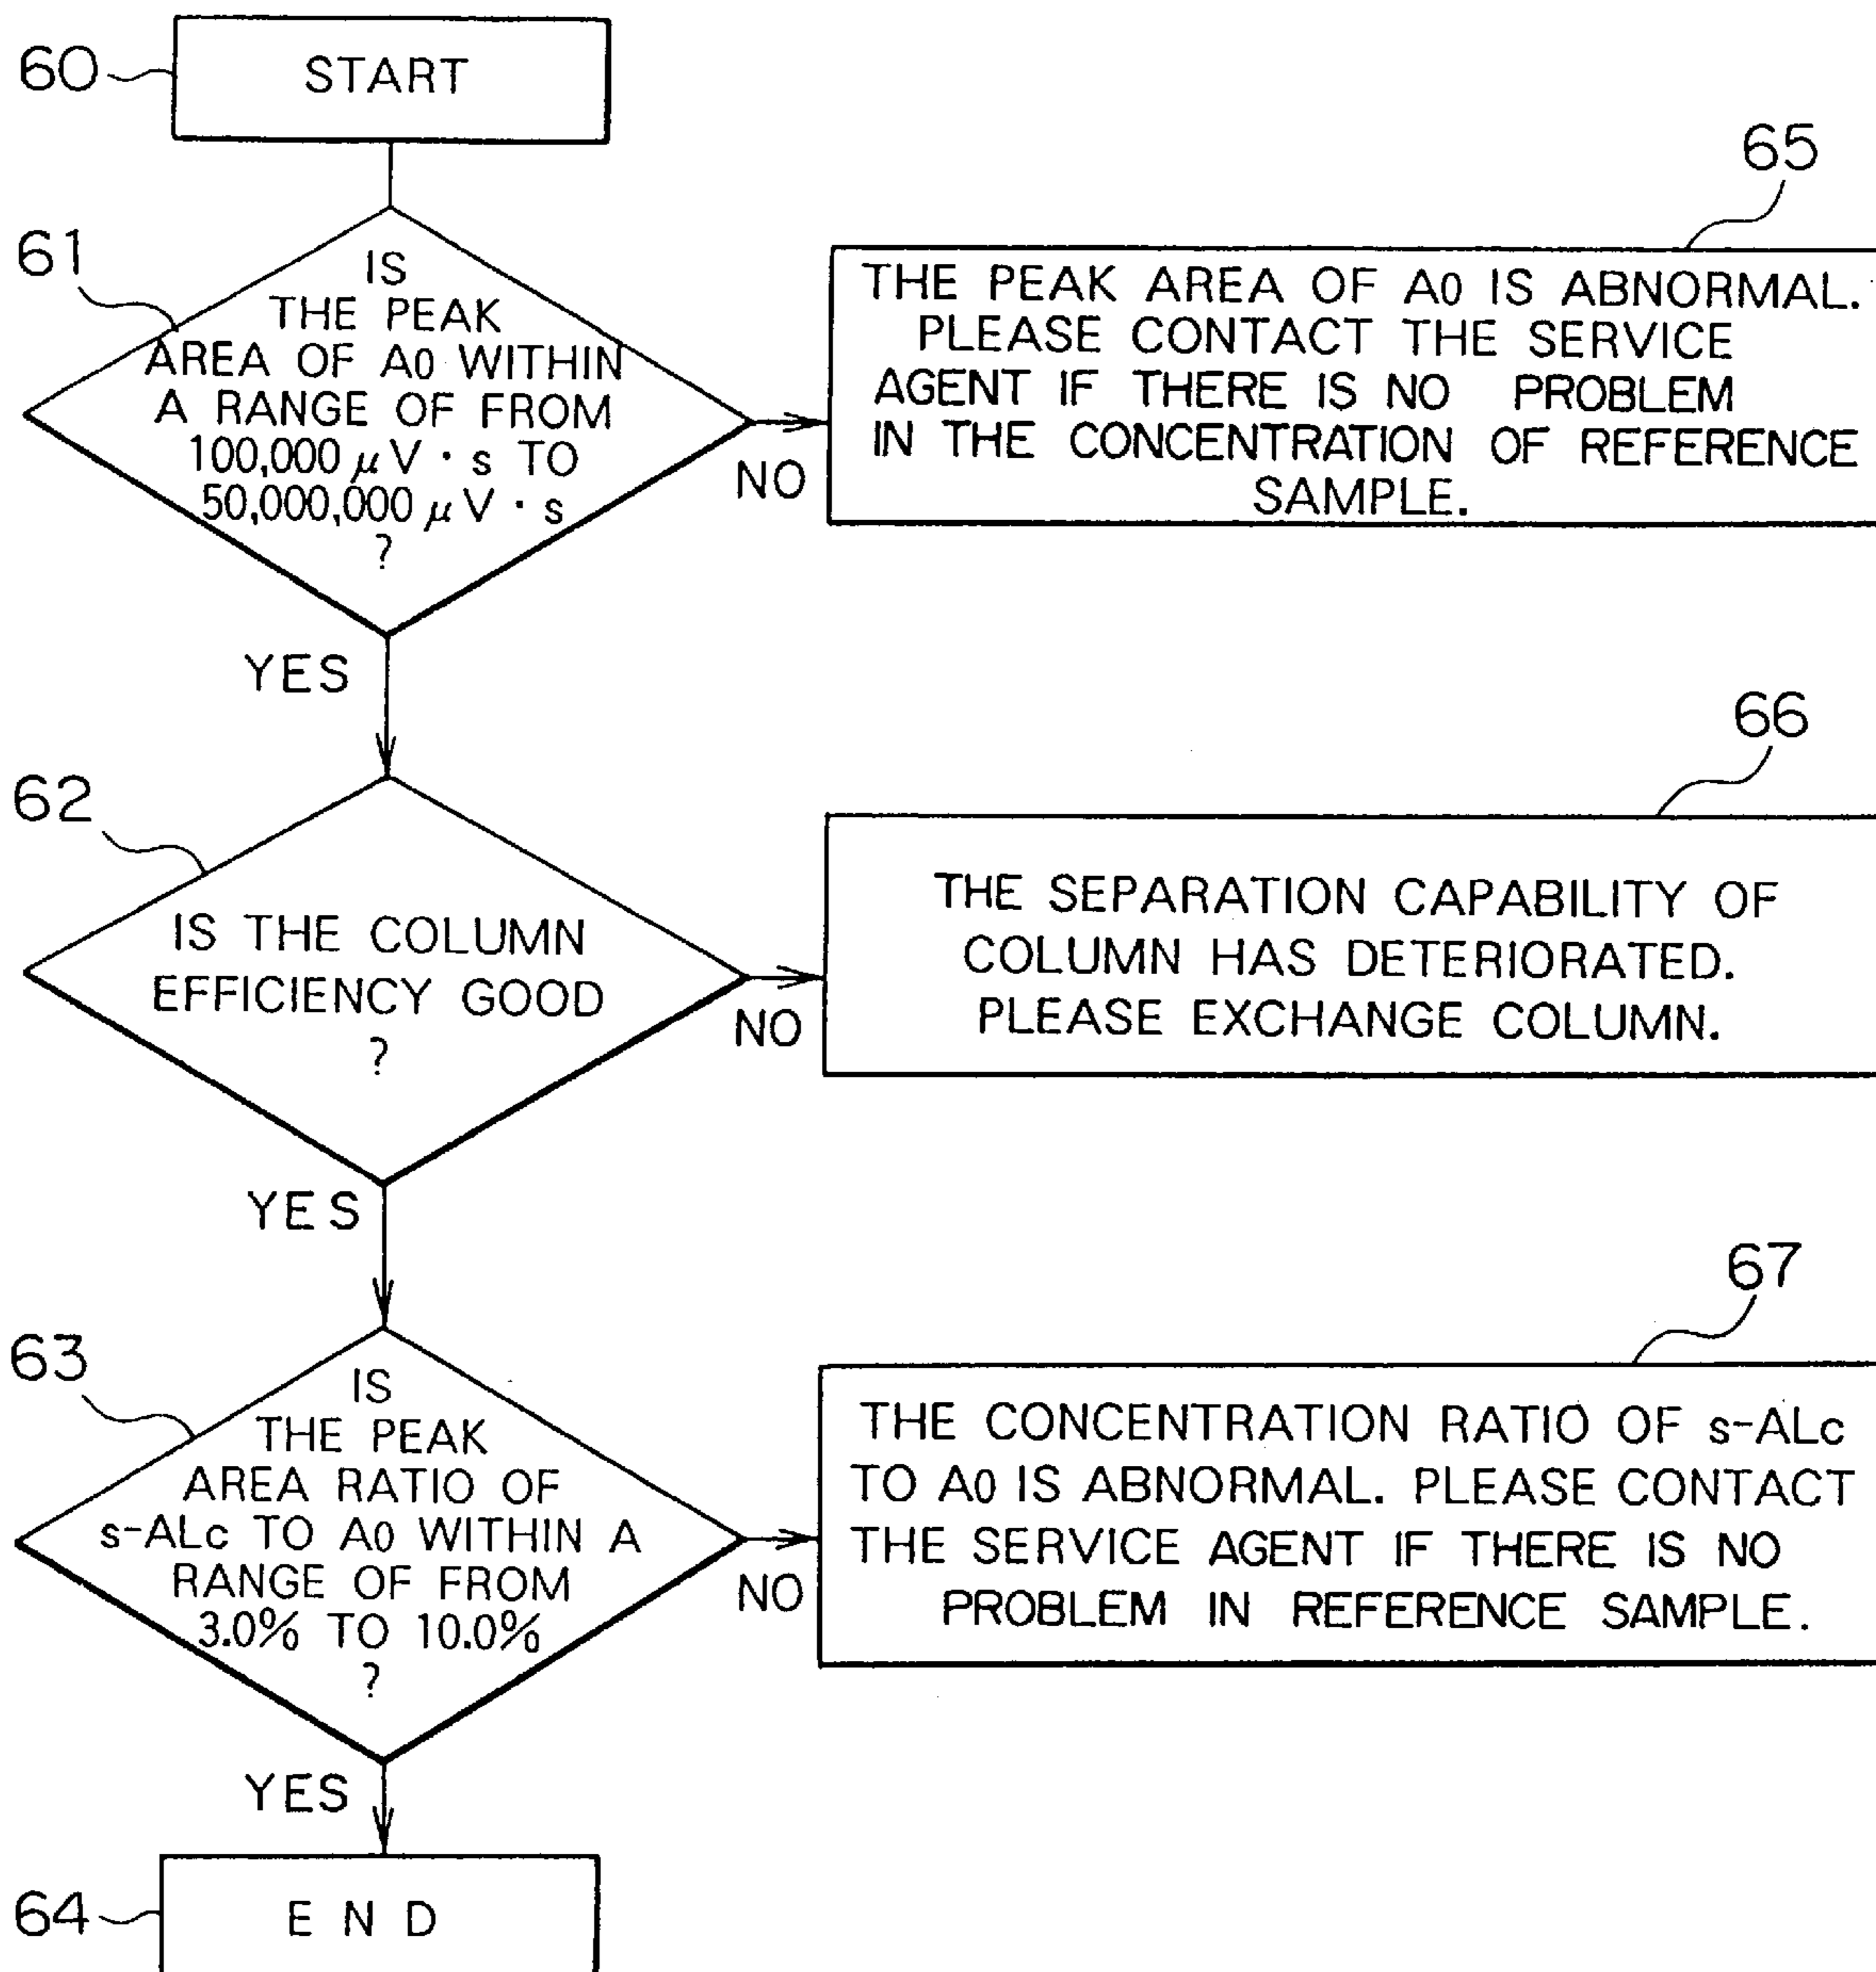 60
START
61
IS
THE PEAK
AREA OF A0 WITHIN
A RANGE OF FROM
100,000 μV・s TO
50,000,000 μV・s
?
NO
65
THE PEAK AREA OF A0 IS ABNORMAL.
PLEASE CONTACT THE SERVICE
AGENT IF THERE IS NO PROBLEM
IN THE CONCENTRATION OF REFERENCE
SAMPLE.
YES
62
IS THE COLUMN
EFFICIENCY GOOD
?
NO
66
THE SEPARATION CAPABILITY OF
COLUMN HAS DETERIORATED.
PLEASE EXCHANGE COLUMN.
YES
63
IS
THE PEAK
AREA RATIO OF
s-ALc TO A0 WITHIN A
RANGE OF FROM
3.0% TO 10.0%
?
NO
67
THE CONCENTRATION RATIO OF s-ALc
TO A0 IS ABNORMAL. PLEASE CONTACT
THE SERVICE AGENT IF THERE IS NO
PROBLEM IN REFERENCE SAMPLE.
YES
64
END